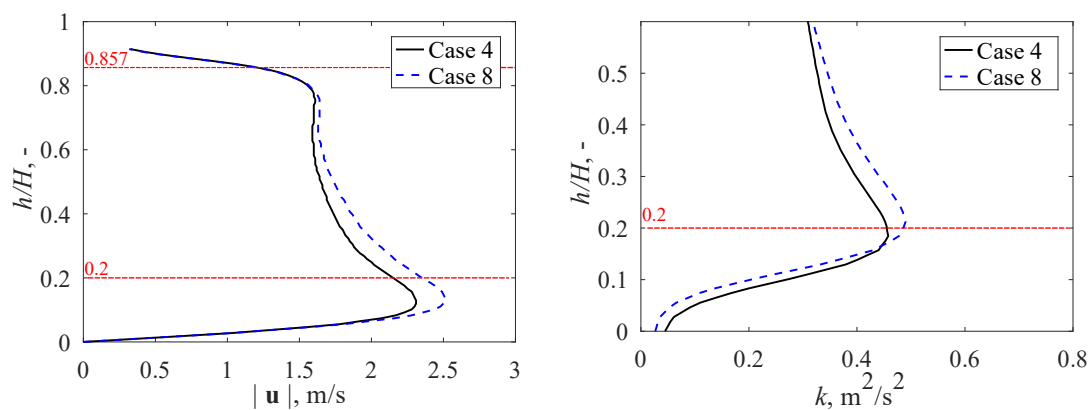 1
0.8
0.6
0.4
0.2
0
h/H, -
0.857
0.2
Case 4
Case 8
0 0.5 1 1.5 2 2.5 3
| u |, m/s
0.5
0.4
0.3
0.2
0.1
0
h/H, -
0.2
Case 4
Case 8
0 0.2 0.4 0.6 0.8
k, m²/s²